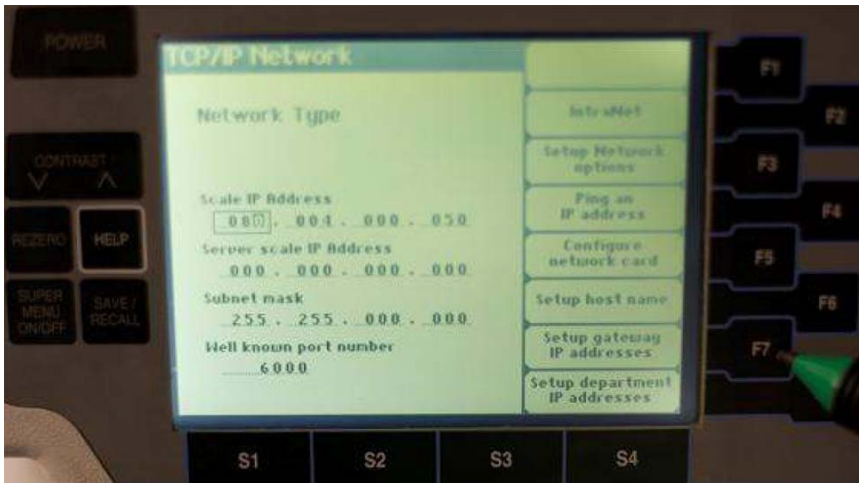 POWER
CONTRAST
REZERO
HELP
SUPER
MENU
ON/OFF
SAVE /
RECALL
TCP/IP Network
Network Type
Scale IP Address
080. 004. 000. 050
Server scale IP Address
000. 000. 000. 000
Subnet mask
255. 255. 000. 000
Well known port number
6000
IntraNet
Setup Network
options
Ping an
IP address
Configure
network card
Setup host name
Setup gateway
IP addresses
Setup department
IP addresses
F1
F2
F3
F4
F5
F6
F7
S1
S2
S3
S4